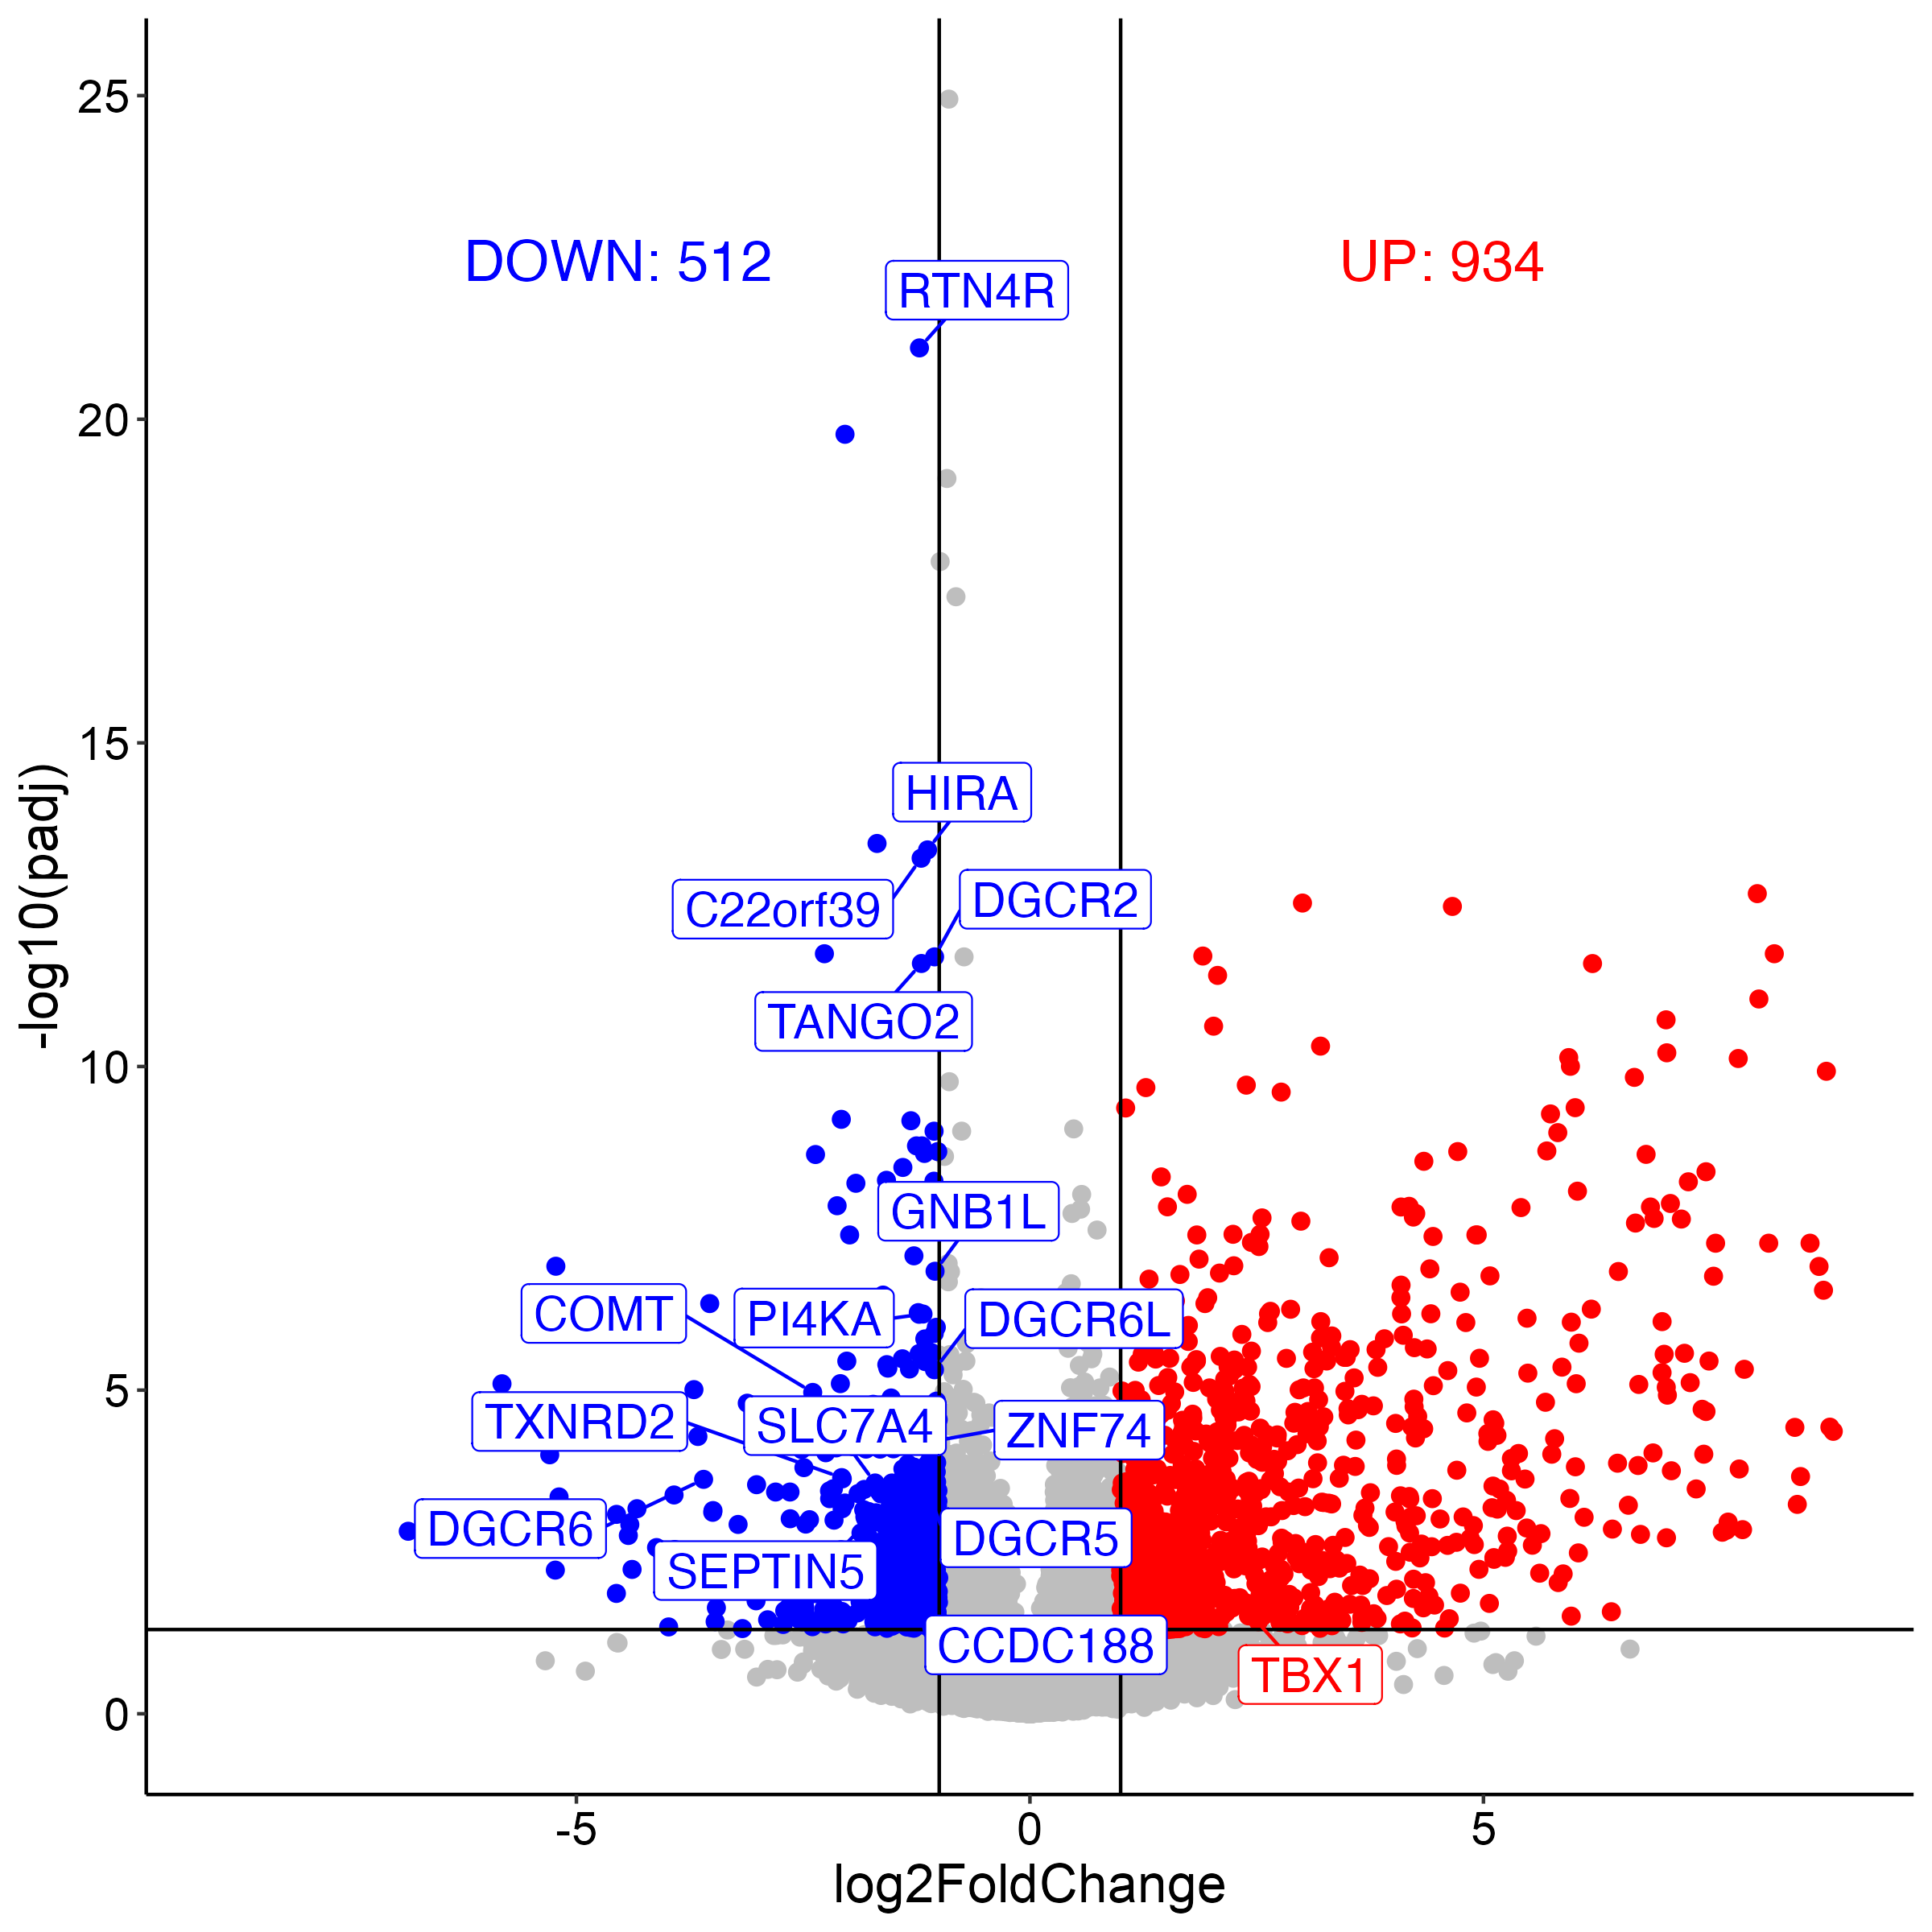 25
20
15
10
5
0
-log10(padj)
DOWN: 512
UP: 934
RTN4R
HIRA
C22orf39
DGCR2
TANGO2
GNB1L
COMT
PI4KA
DGCR6L
TXNRD2
SLC7A4
ZNF74
DGCR6
DGCR5
SEPTIN5
CCDC188
TBX1
-5
0
5
log2FoldChange